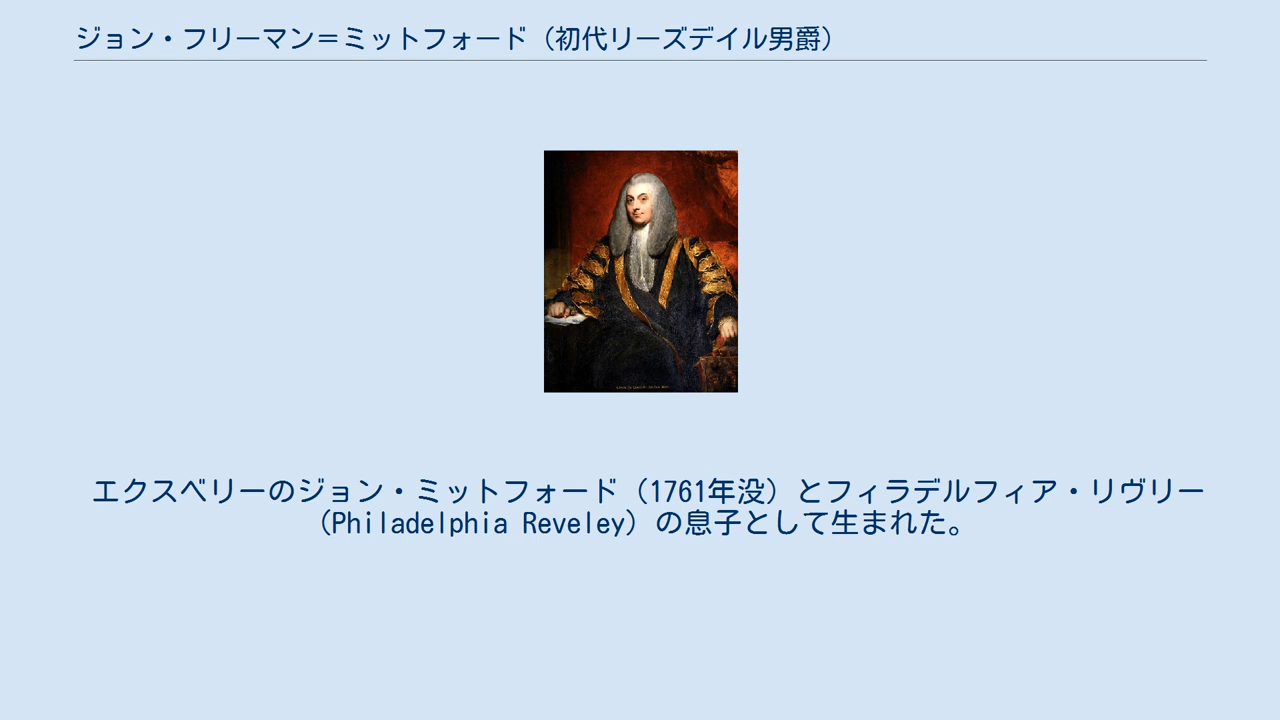 ジョン・フリーマン＝ミットフォード（初代リーズデイル男爵）
エクスベリーのジョン・ミットフォード（1761年没）とフィラデルフィア・リヴリー
（Philadelphia Reveley）の息子として生まれた。